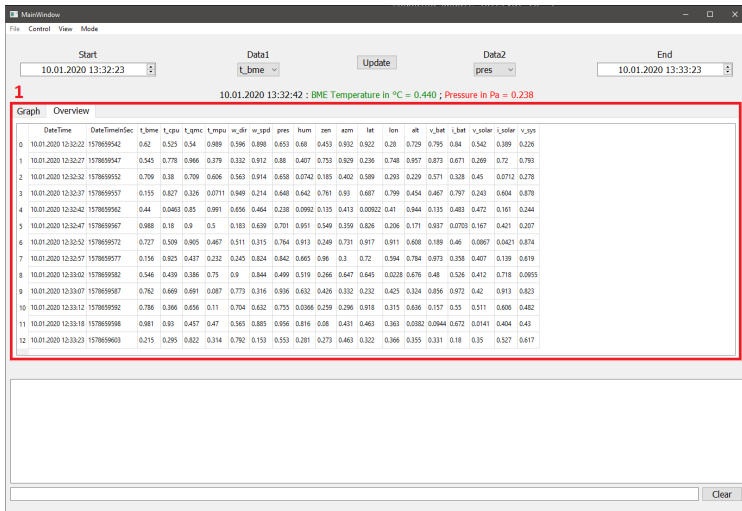 MainWindow
File Control View Mode
Start Data1 Data2 End
10.01.2020 13:32:23 t_bme Update pres 10.01.2020 13:33:23
1
10.01.2020 13:32:42 : BME Temperature in °C = 0.440 ; Pressure in Pa = 0.238
Graph Overview
DateTime DateTimeInSec t_bme t_cpu t_qmc t_mpu w_dir w_spd pres hum zen azm lat lon alt v_bat i_bat v_solar i_solar v_sys
0 10.01.2020 12:32:22 1578659542 0.62 0.525 0.54 0.989 0.596 0.898 0.653 0.68 0.453 0.932 0.922 0.28 0.729 0.795 0.84 0.542 0.389 0.226
1 10.01.2020 12:32:27 1578659547 0.545 0.778 0.966 0.379 0.332 0.912 0.88 0.407 0.753 0.929 0.236 0.748 0.957 0.873 0.671 0.269 0.72 0.793
2 10.01.2020 12:32:32 1578659552 0.709 0.38 0.709 0.606 0.563 0.914 0.658 0.0742 0.185 0.402 0.589 0.293 0.229 0.571 0.328 0.45 0.0712 0.278
3 10.01.2020 12:32:37 1578659557 0.155 0.827 0.326 0.0711 0.949 0.214 0.648 0.642 0.761 0.93 0.687 0.799 0.454 0.467 0.797 0.243 0.604 0.878
4 10.01.2020 12:32:42 1578659562 0.44 0.0463 0.85 0.991 0.656 0.464 0.238 0.0992 0.135 0.413 0.00922 0.41 0.944 0.135 0.483 0.472 0.161 0.244
5 10.01.2020 12:32:47 1578659567 0.988 0.18 0.9 0.5 0.183 0.639 0.701 0.951 0.549 0.359 0.826 0.206 0.171 0.937 0.0703 0.167 0.421 0.207
6 10.01.2020 12:32:52 1578659572 0.727 0.509 0.905 0.467 0.511 0.315 0.764 0.913 0.249 0.731 0.917 0.911 0.608 0.189 0.46 0.0867 0.0421 0.874
7 10.01.2020 12:32:57 1578659577 0.156 0.925 0.437 0.232 0.245 0.824 0.842 0.665 0.96 0.3 0.72 0.594 0.784 0.973 0.358 0.407 0.139 0.619
8 10.01.2020 12:33:02 1578659582 0.546 0.439 0.386 0.75 0.9 0.844 0.499 0.519 0.266 0.647 0.645 0.0228 0.676 0.48 0.526 0.412 0.718 0.0955
9 10.01.2020 12:33:07 1578659587 0.762 0.669 0.691 0.087 0.773 0.316 0.936 0.632 0.426 0.332 0.232 0.425 0.324 0.856 0.972 0.42 0.913 0.823
10 10.01.2020 12:33:12 1578659592 0.786 0.366 0.656 0.11 0.704 0.632 0.755 0.0366 0.259 0.296 0.918 0.315 0.636 0.157 0.55 0.511 0.606 0.482
11 10.01.2020 12:33:18 1578659598 0.981 0.93 0.457 0.47 0.565 0.885 0.956 0.816 0.08 0.431 0.463 0.363 0.0382 0.0944 0.672 0.0141 0.404 0.43
12 10.01.2020 12:33:23 1578659603 0.215 0.295 0.822 0.314 0.792 0.153 0.553 0.281 0.273 0.463 0.322 0.366 0.355 0.331 0.18 0.35 0.527 0.617
Clear